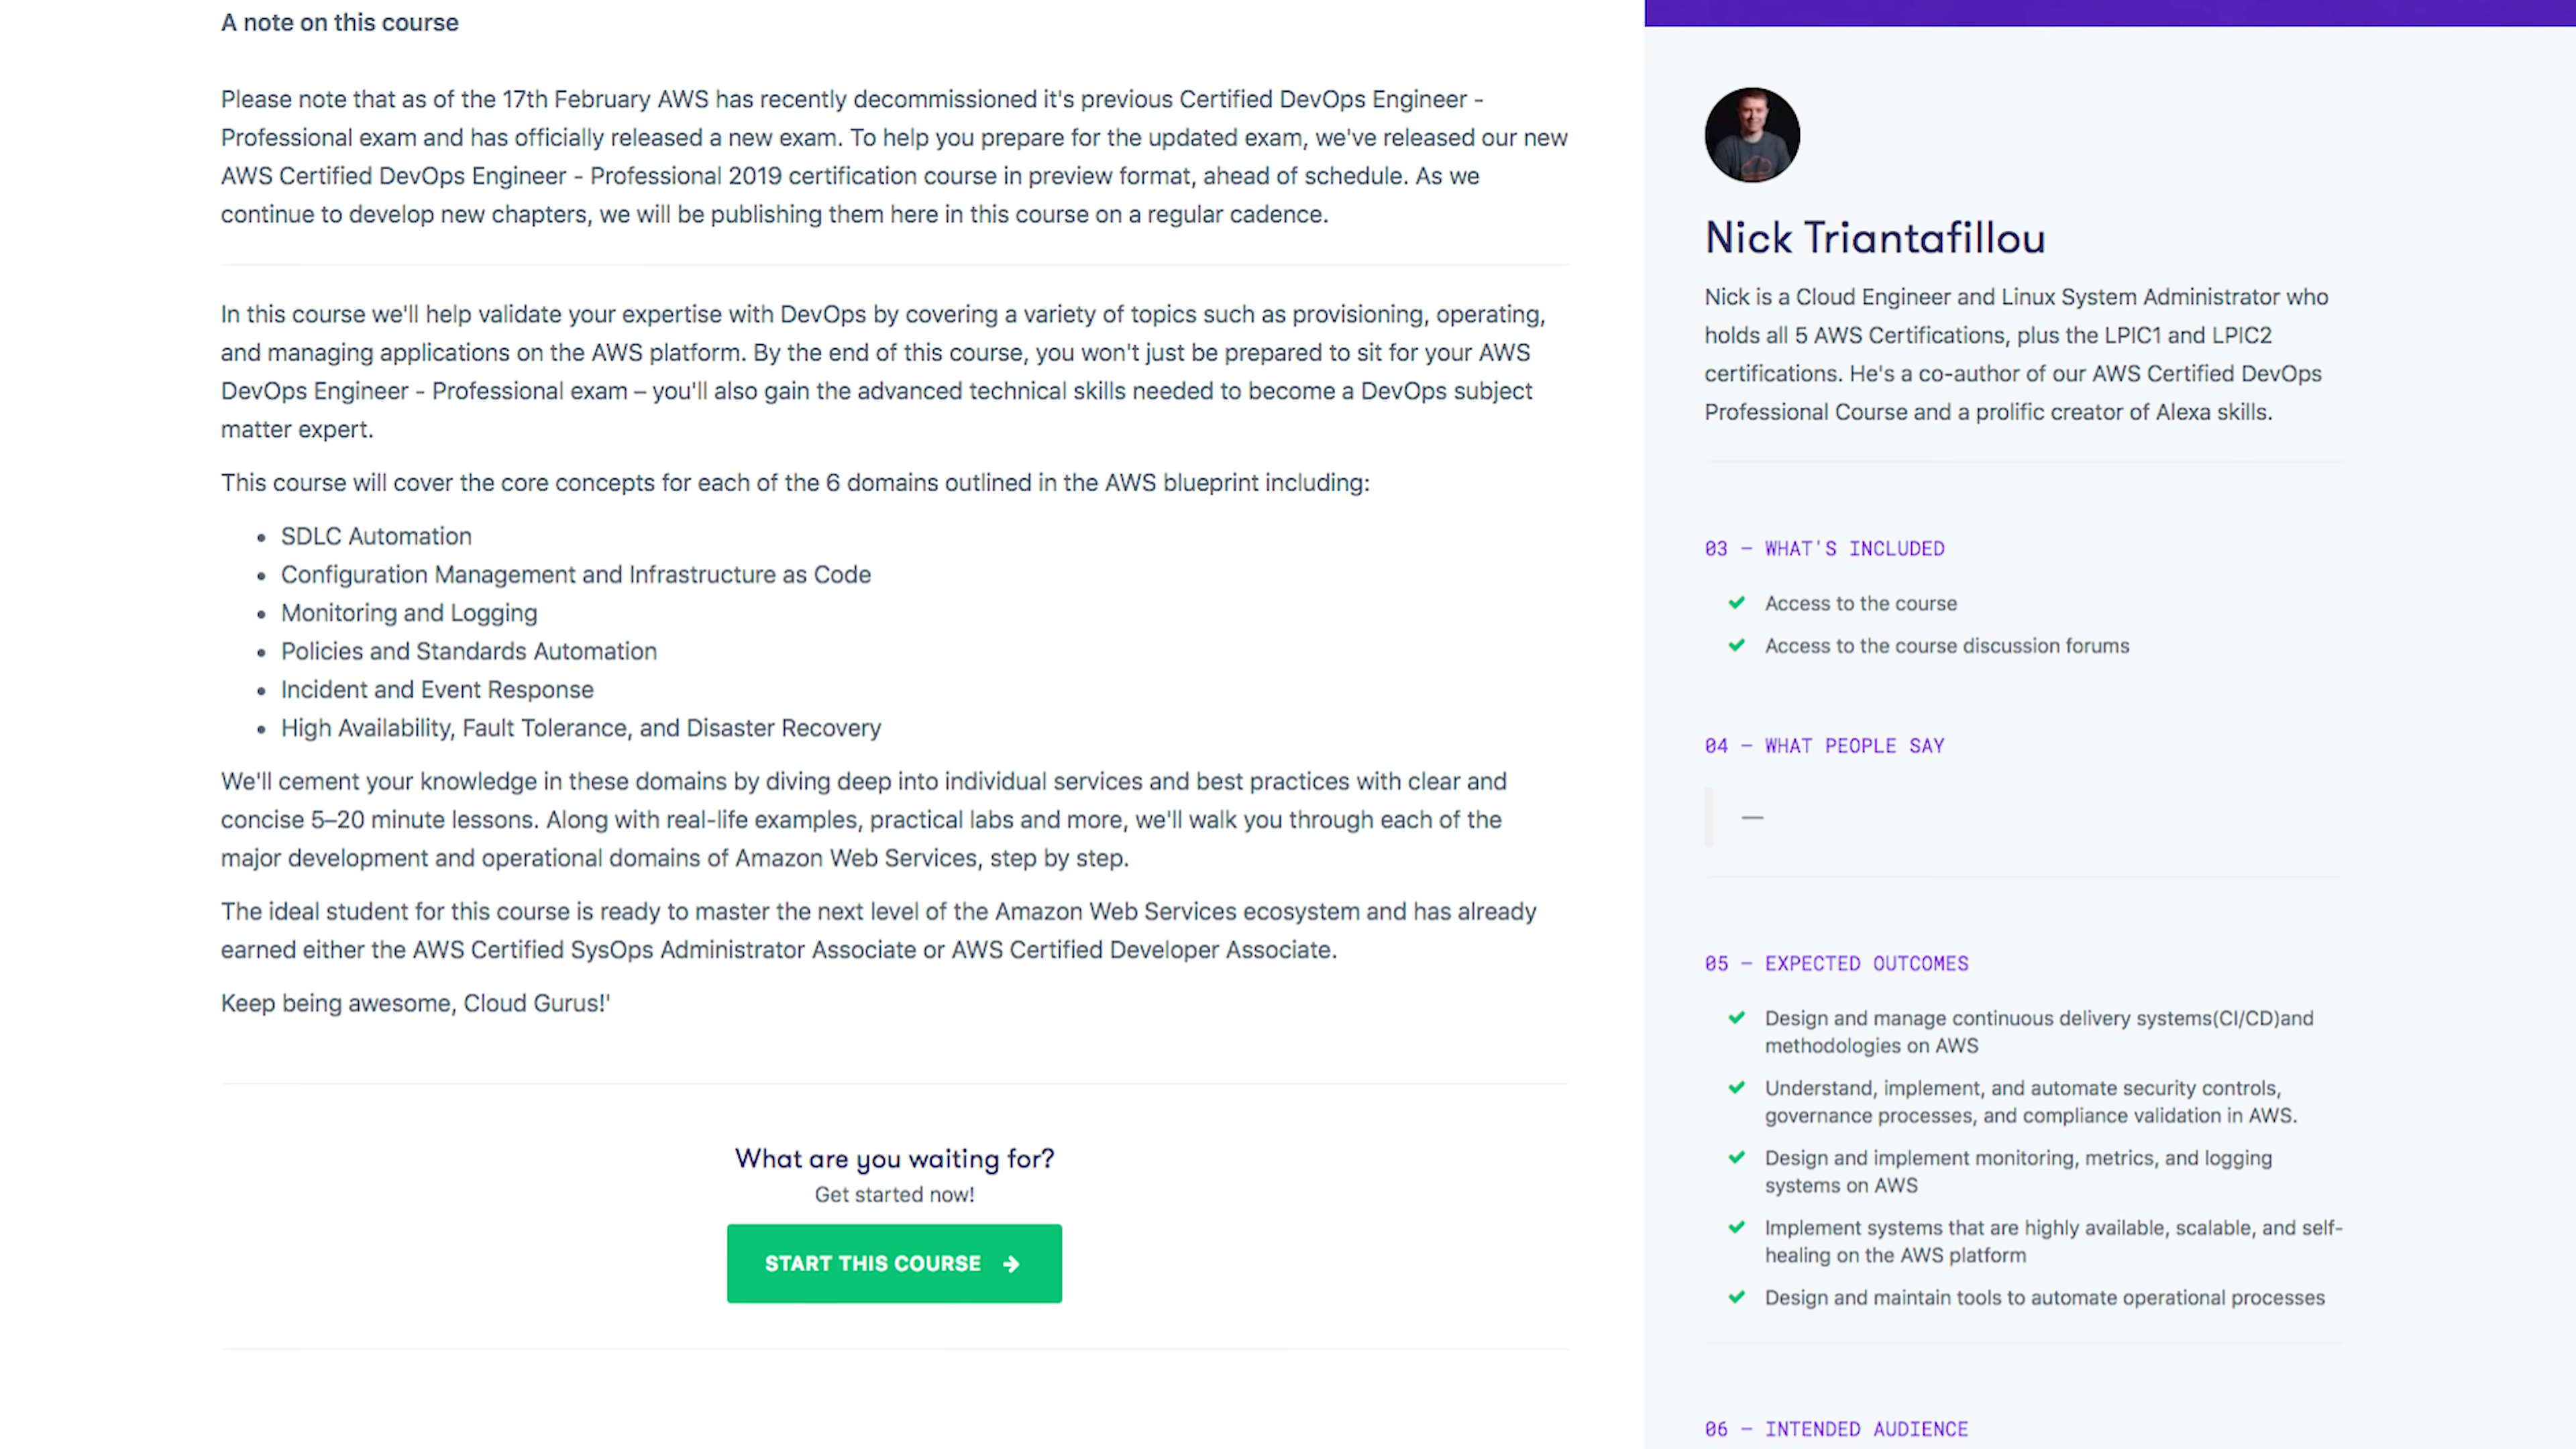 A note on this course
Please note that as of the 17th February AWS has recently decommissioned it's previous Certified DevOps Engineer -
Professional exam and has officially released a new exam. To help you prepare for the updated exam, we've released our new
AWS Certified DevOps Engineer - Professional 2019 certification course in preview format, ahead of schedule. As we
continue to develop new chapters, we will be publishing them here in this course on a regular cadence.
In this course we'll help validate your expertise with DevOps by covering a variety of topics such as provisioning, operating,
and managing applications on the AWS platform. By the end of this course, you won't just be prepared to sit for your AWS
DevOps Engineer - Professional exam – you'll also gain the advanced technical skills needed to become a DevOps subject
matter expert.
This course will cover the core concepts for each of the 6 domains outlined in the AWS blueprint including:
• SDLC Automation
• Configuration Management and Infrastructure as Code
• Monitoring and Logging
• Policies and Standards Automation
• Incident and Event Response
• High Availability, Fault Tolerance, and Disaster Recovery
We'll cement your knowledge in these domains by diving deep into individual services and best practices with clear and
concise 5–20 minute lessons. Along with real-life examples, practical labs and more, we'll walk you through each of the
major development and operational domains of Amazon Web Services, step by step.
The ideal student for this course is ready to master the next level of the Amazon Web Services ecosystem and has already
earned either the AWS Certified SysOps Administrator Associate or AWS Certified Developer Associate.
Keep being awesome, Cloud Gurus!'
What are you waiting for?
Get started now!
START THIS COURSE →
Nick Triantafillou
Nick is a Cloud Engineer and Linux System Administrator who
holds all 5 AWS Certifications, plus the LPIC1 and LPIC2
certifications. He's a co-author of our AWS Certified DevOps
Professional Course and a prolific creator of Alexa skills.
03 — WHAT'S INCLUDED
Access to the course
Access to the course discussion forums
04 — WHAT PEOPLE SAY
—
05 — EXPECTED OUTCOMES
Design and manage continuous delivery systems(CI/CD)and
methodologies on AWS
Understand, implement, and automate security controls,
governance processes, and compliance validation in AWS.
Design and implement monitoring, metrics, and logging
systems on AWS
Implement systems that are highly available, scalable, and self-
healing on the AWS platform
Design and maintain tools to automate operational processes
06 — INTENDED AUDIENCE